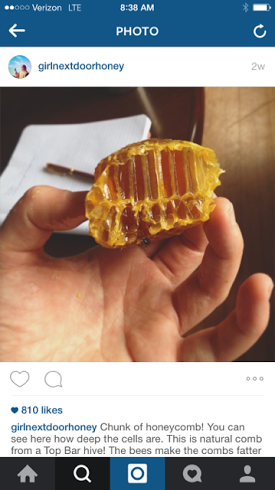 Verizon LTE 8:38 AM
PHOTO
girlnextdoorhoney 2w
810 likes
girlnextdoorhoney Chunk of honeycomb! You can
see here how deep the cells are. This is natural comb
from a Top Bar hive! The bees make the combs fatter